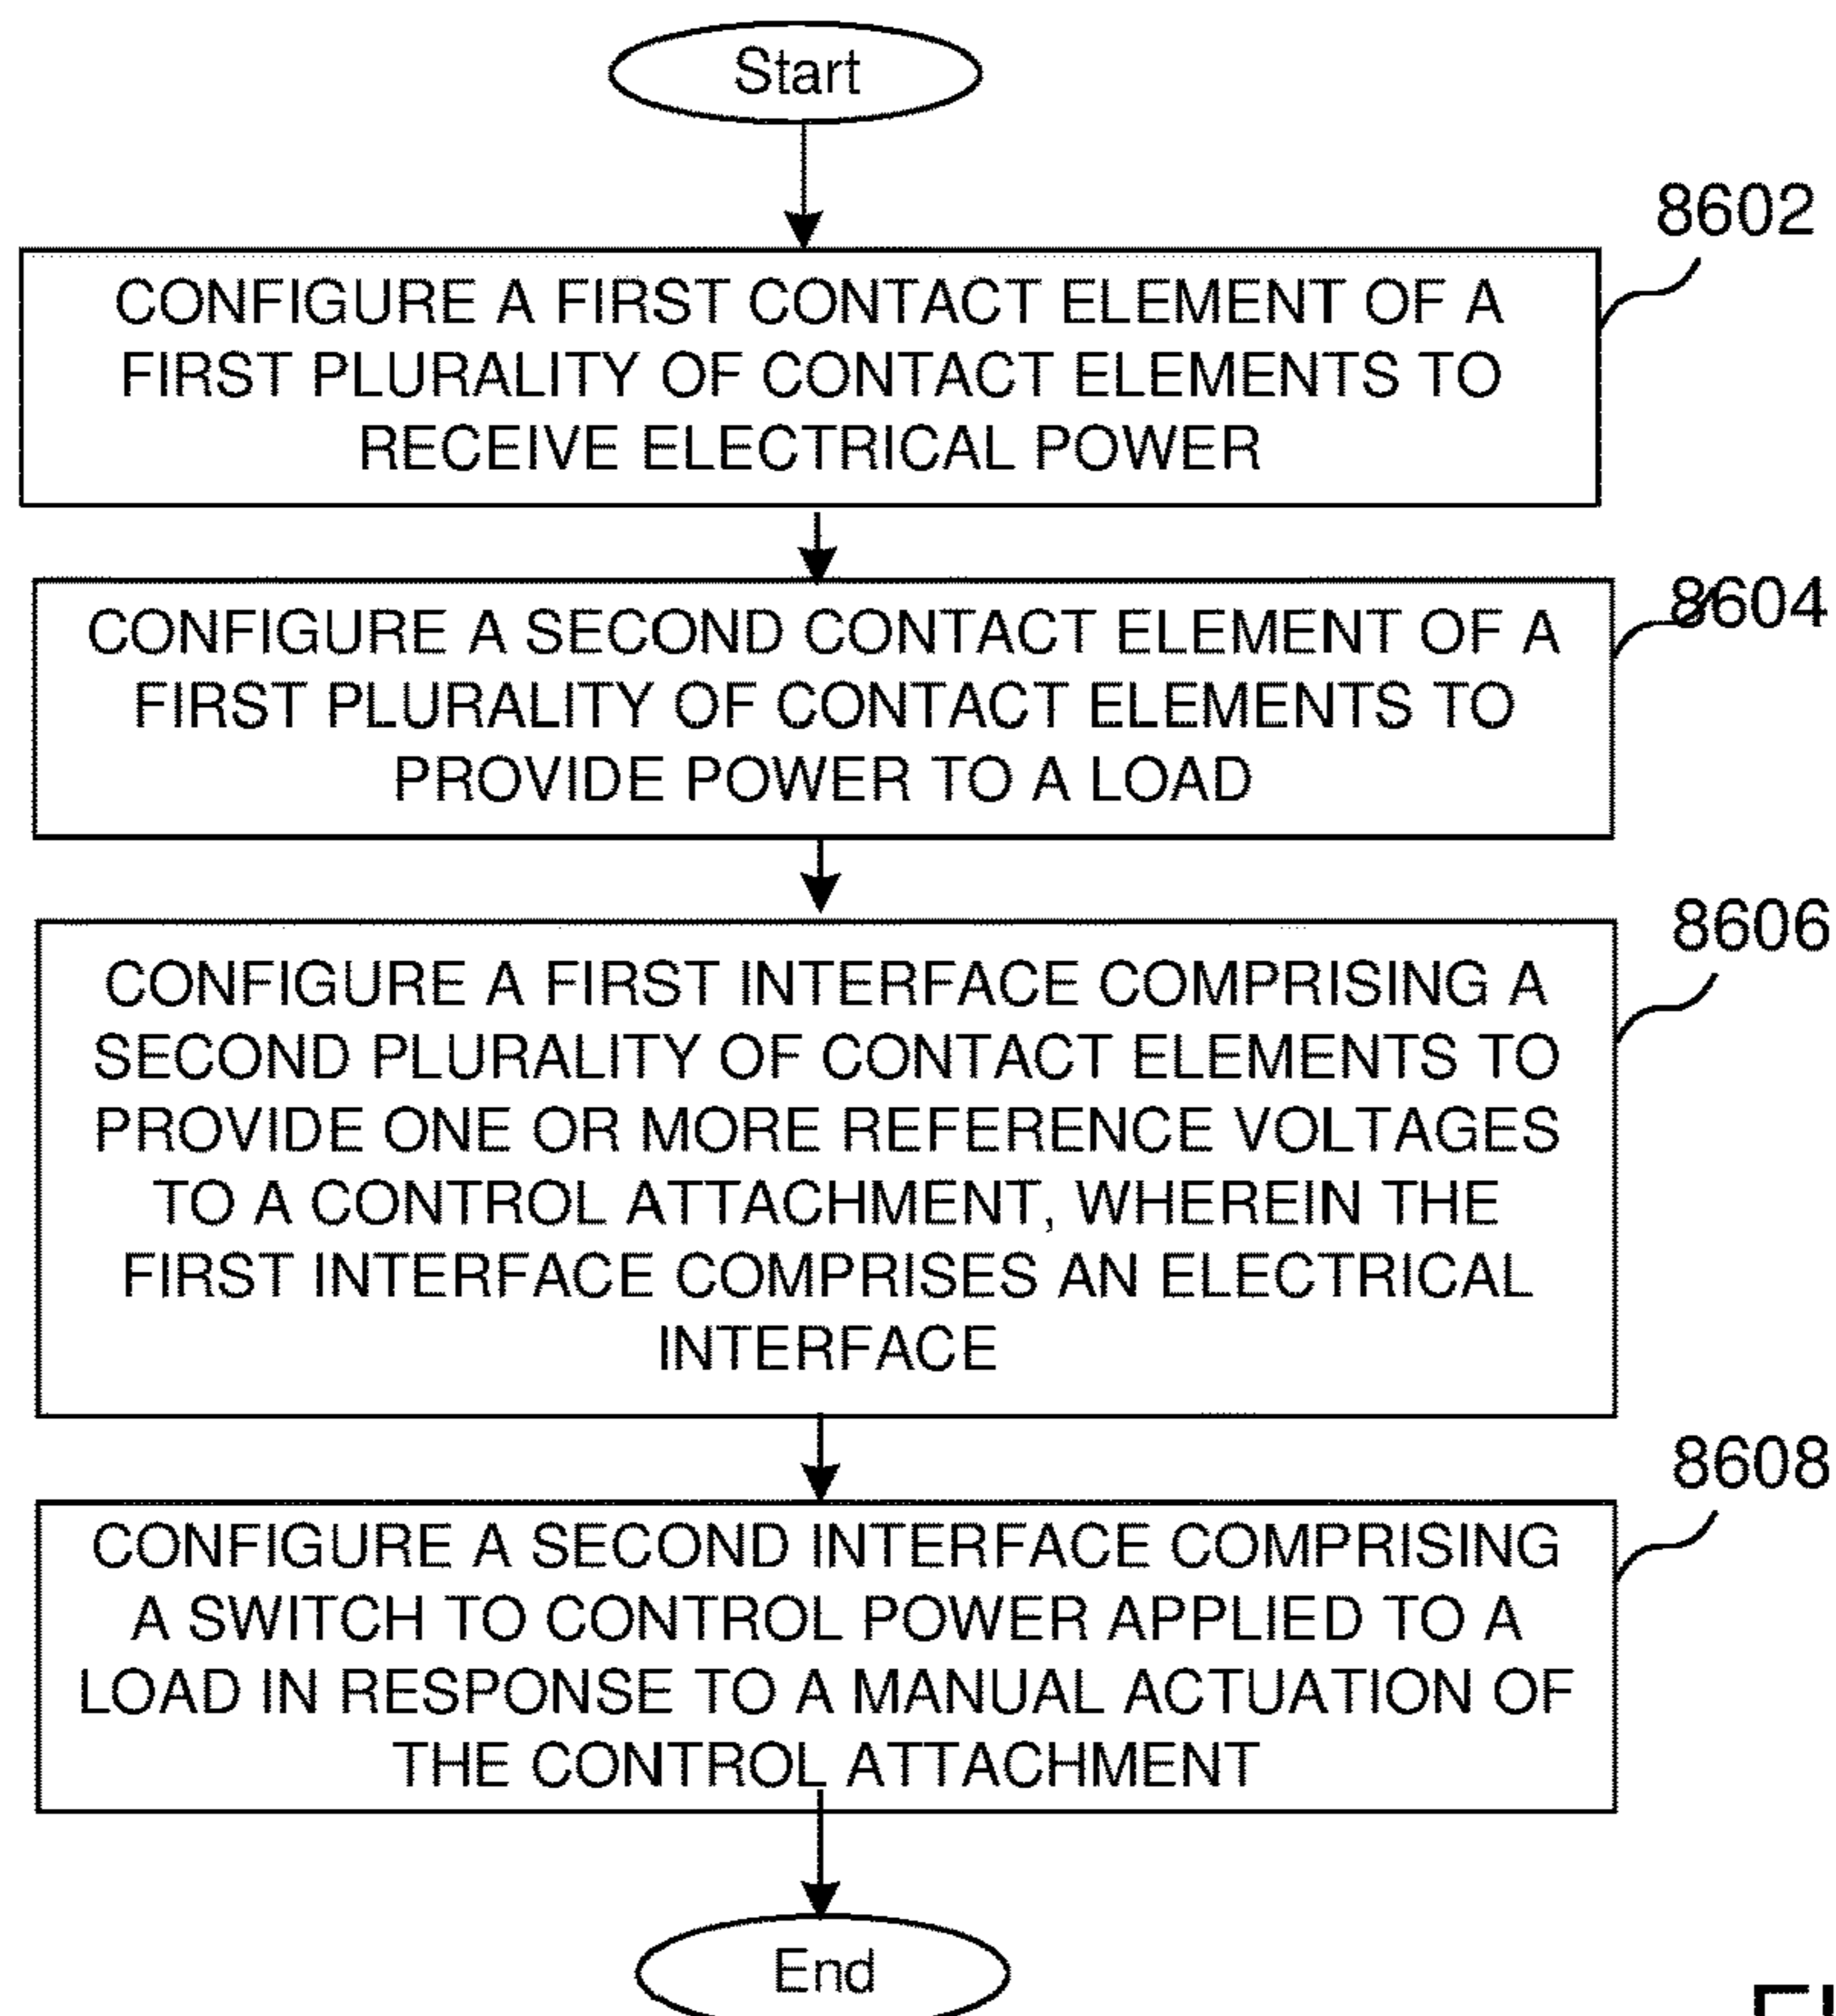 Start
8602
CONFIGURE A FIRST CONTACT ELEMENT OF A
FIRST PLURALITY OF CONTACT ELEMENTS TO
RECEIVE ELECTRICAL POWER
8604
CONFIGURE A SECOND CONTACT ELEMENT OF A
FIRST PLURALITY OF CONTACT ELEMENTS TO
PROVIDE POWER TO A LOAD
8606
CONFIGURE A FIRST INTERFACE COMPRISING A
SECOND PLURALITY OF CONTACT ELEMENTS TO
PROVIDE ONE OR MORE REFERENCE VOLTAGES
TO A CONTROL ATTACHMENT, WHEREIN THE
FIRST INTERFACE COMPRISES AN ELECTRICAL
INTERFACE
8608
CONFIGURE A SECOND INTERFACE COMPRISING
A SWITCH TO CONTROL POWER APPLIED TO A
LOAD IN RESPONSE TO A MANUAL ACTUATION OF
THE CONTROL ATTACHMENT
End